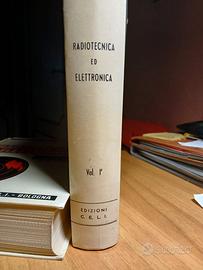 RADIOTECNICA
ED
ELETTRONICA
Vol. I°
EDIZIONI
C. E. L. I.
. I. - BOLOGNA